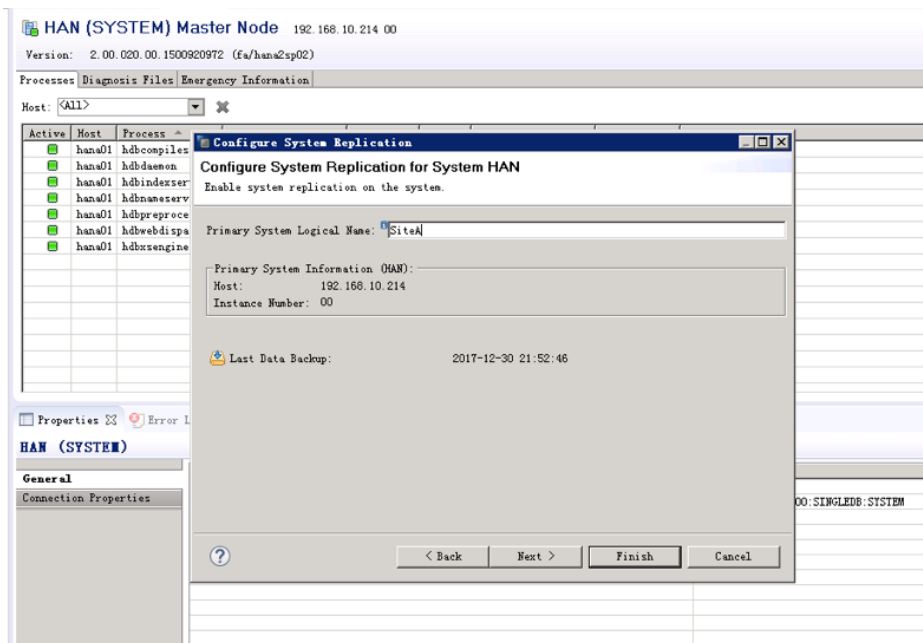 HAN (SYSTEM) Master Node 192.168.10.214 00
Version: 2.00.020.00.1500920972 (fa/hana2sp02)
Processes Diagnosis Files Emergency Information
Host: <All>
Active Host Process
hana01 hdbcompiles
hana01 hdbdaemon
hana01 hdbindexser
hana01 hdbnameserv
hana01 hdbpreproce
hana01 hdbwebdispa
hana01 hdbxsengine
Configure System Replication
Configure System Replication for System HAN
Enable system replication on the system.
Primary System Logical Name: SiteA
Primary System Information (HAN):
Host: 192.168.10.214
Instance Number: 00
Last Data Backup: 2017-12-30 21:52:46
< Back Next > Finish Cancel
Properties Error L
HAN (SYSTEM)
General
Connection Properties
00:SINGLEDB:SYSTEM